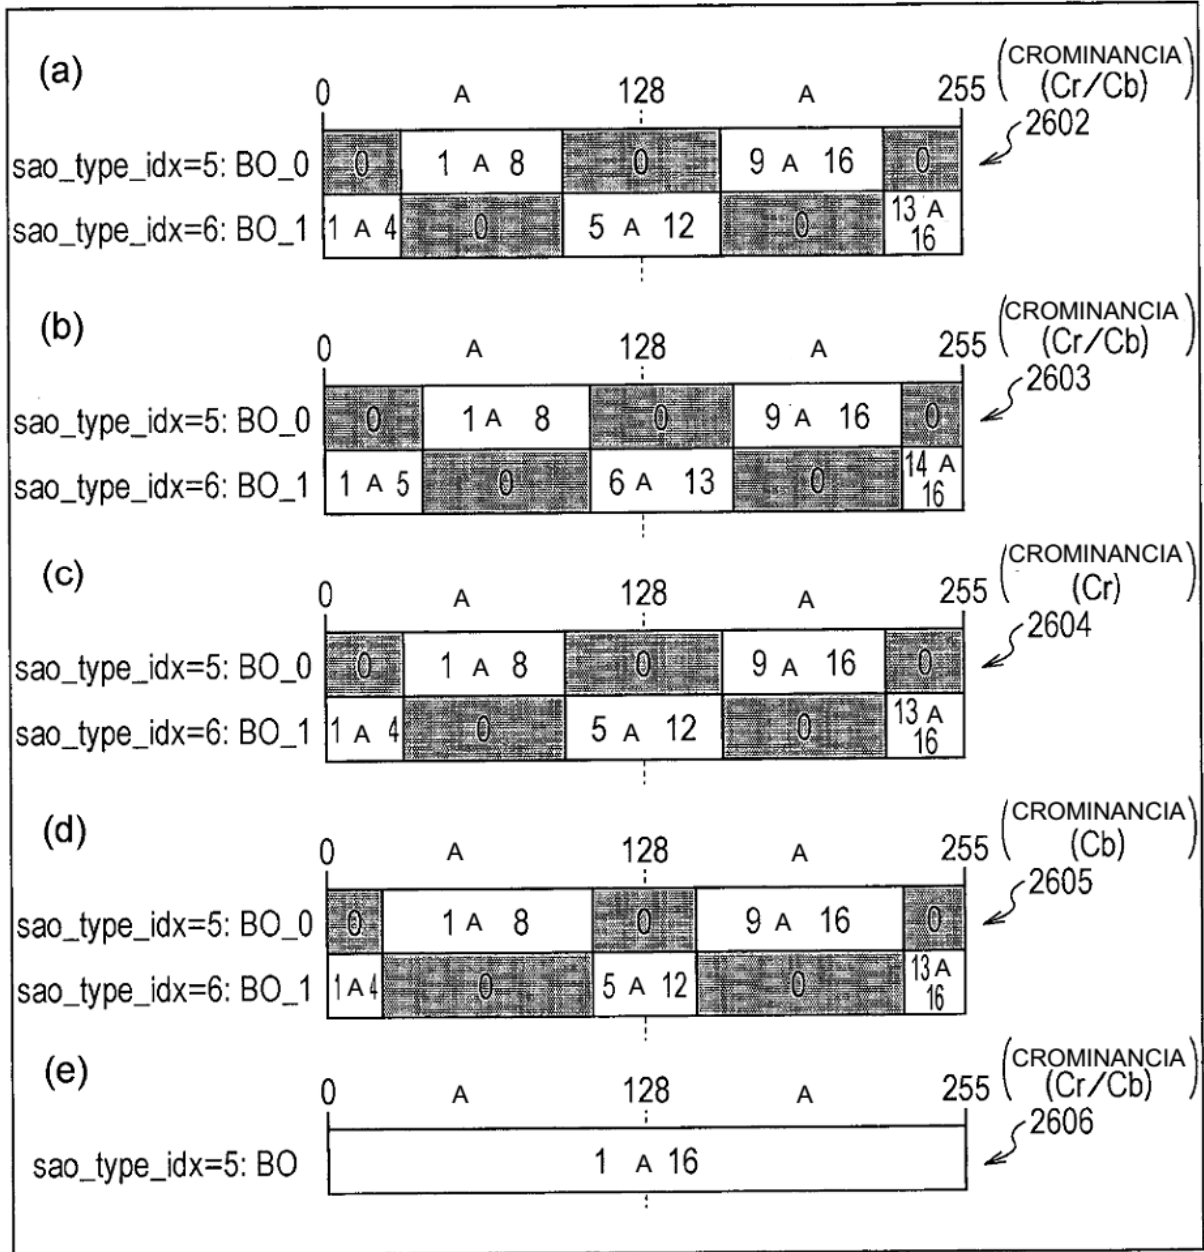 (a)
0 A 128 A 255 (CROMINANCIA
(Cr/Cb))
2602
sao_type_idx=5: BO_0 0 1 A 8 0 9 A 16 0
sao_type_idx=6: BO_1 1 A 4 0 5 A 12 0 13 A
16
(b)
0 A 128 A 255 (CROMINANCIA
(Cr/Cb))
2603
sao_type_idx=5: BO_0 0 1 A 8 0 9 A 16 0
sao_type_idx=6: BO_1 1 A 5 0 6 A 13 0 14 A
16
(c)
0 A 128 A 255 (CROMINANCIA
(Cr))
2604
sao_type_idx=5: BO_0 0 1 A 8 0 9 A 16 0
sao_type_idx=6: BO_1 1 A 4 0 5 A 12 0 13 A
16
(d)
0 A 128 A 255 (CROMINANCIA
(Cb))
2605
sao_type_idx=5: BO_0 0 1 A 8 0 9 A 16 0
sao_type_idx=6: BO_1 1 A 4 0 5 A 12 0 13 A
16
(e)
0 A 128 A 255 (CROMINANCIA
(Cr/Cb))
2606
sao_type_idx=5: BO 1 A 16